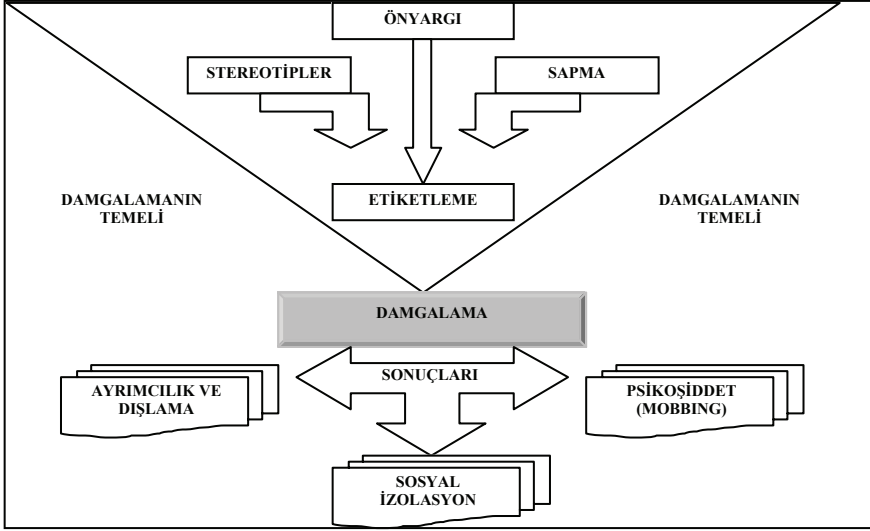 ÖNYARGI
STEREOTİPLER
SAPMA
ETİKETLEME
DAMGALAMANIN
TEMELİ
DAMGALAMANIN
TEMELİ
DAMGALAMA
SONUÇLARI
AYRIMCILIK VE
DIŞLAMA
PSİKOŞİDDET
(MOBBING)
SOSYAL
İZOLASYON